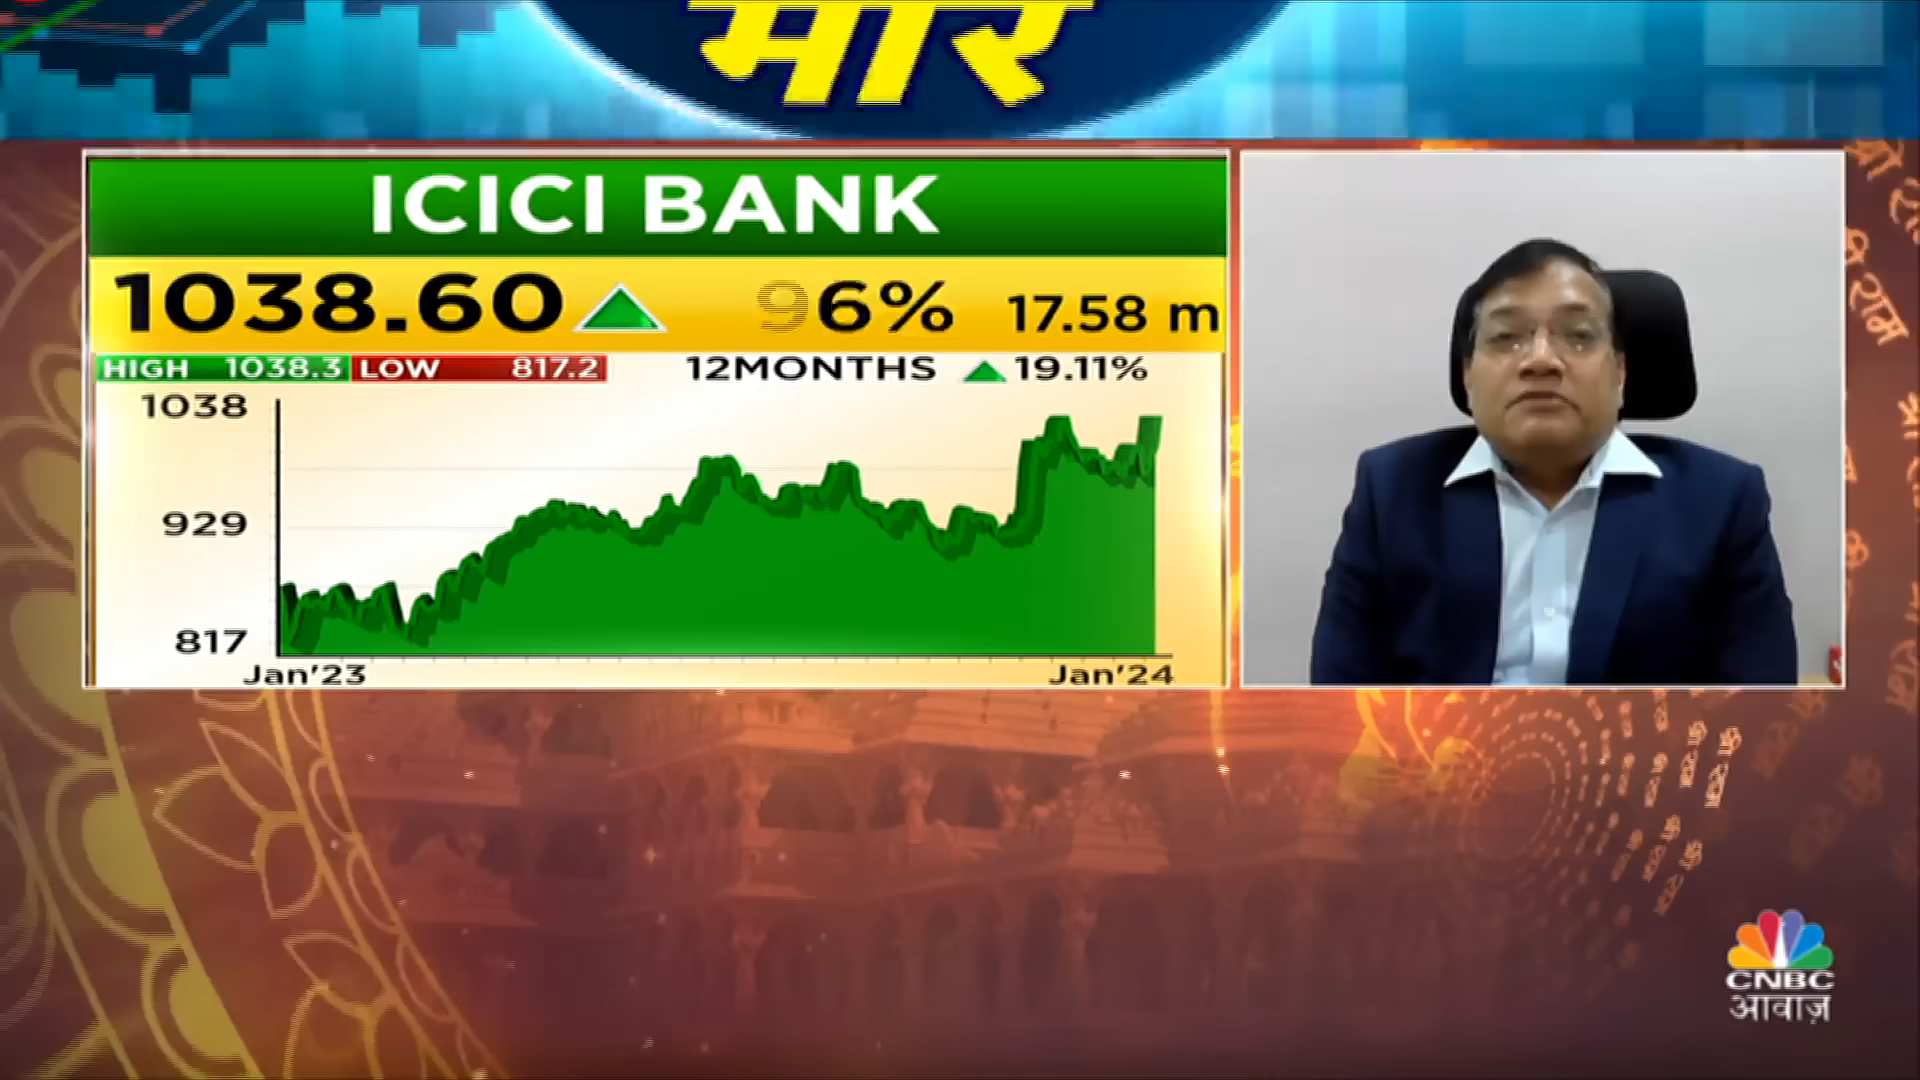 मार
ICICI BANK
1038.60 6% 17.58 m
HIGH 1038.3 LOW 817.2 12MONTHS 19.11%
1038
929
817
Jan'23 Jan'24
CNBC
आवाज़